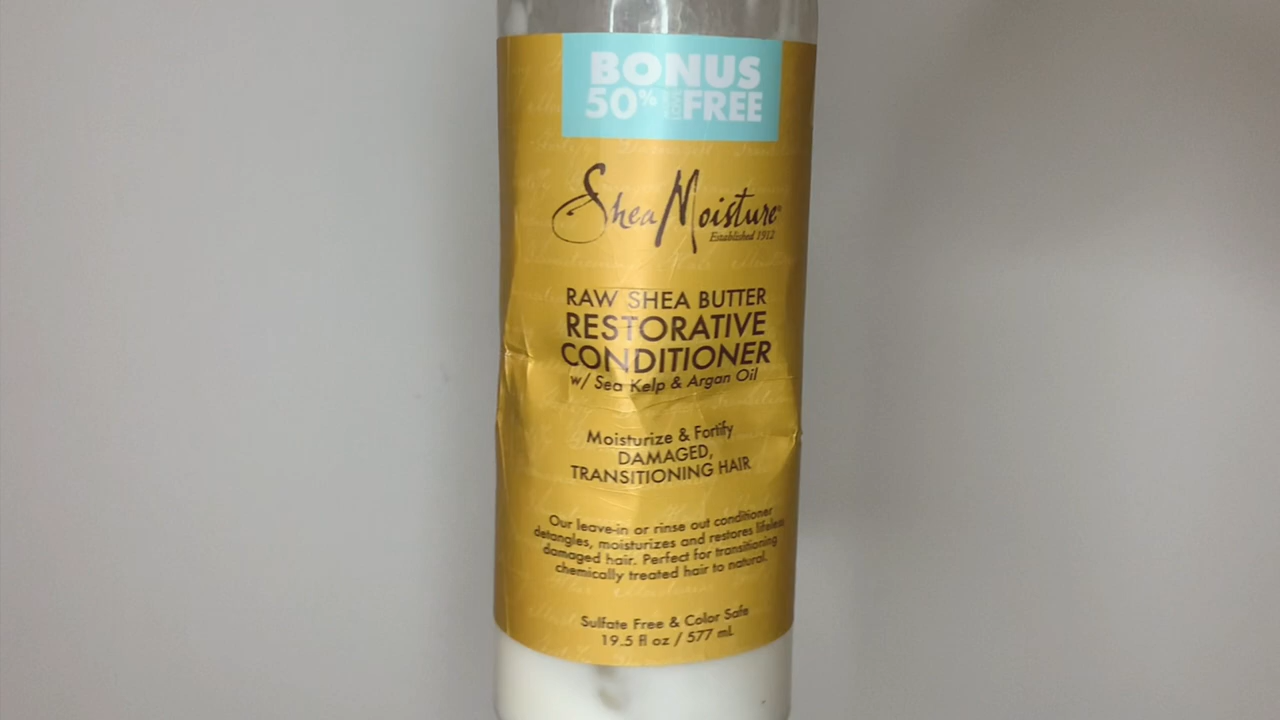 BONUS
50% FREE
Shea Moisture®
Established 1912
RAW SHEA BUTTER
RESTORATIVE
CONDITIONER
w/ Sea Kelp & Argan Oil
Moisturize & Fortify
DAMAGED,
TRANSITIONING HAIR
Our leave-in or rinse out conditioner
detangles, moisturizes and restores lifeless
damaged hair. Perfect for transitioning
chemically treated hair to natural.
Sulfate Free & Color Safe
19.5 fl oz / 577 mL